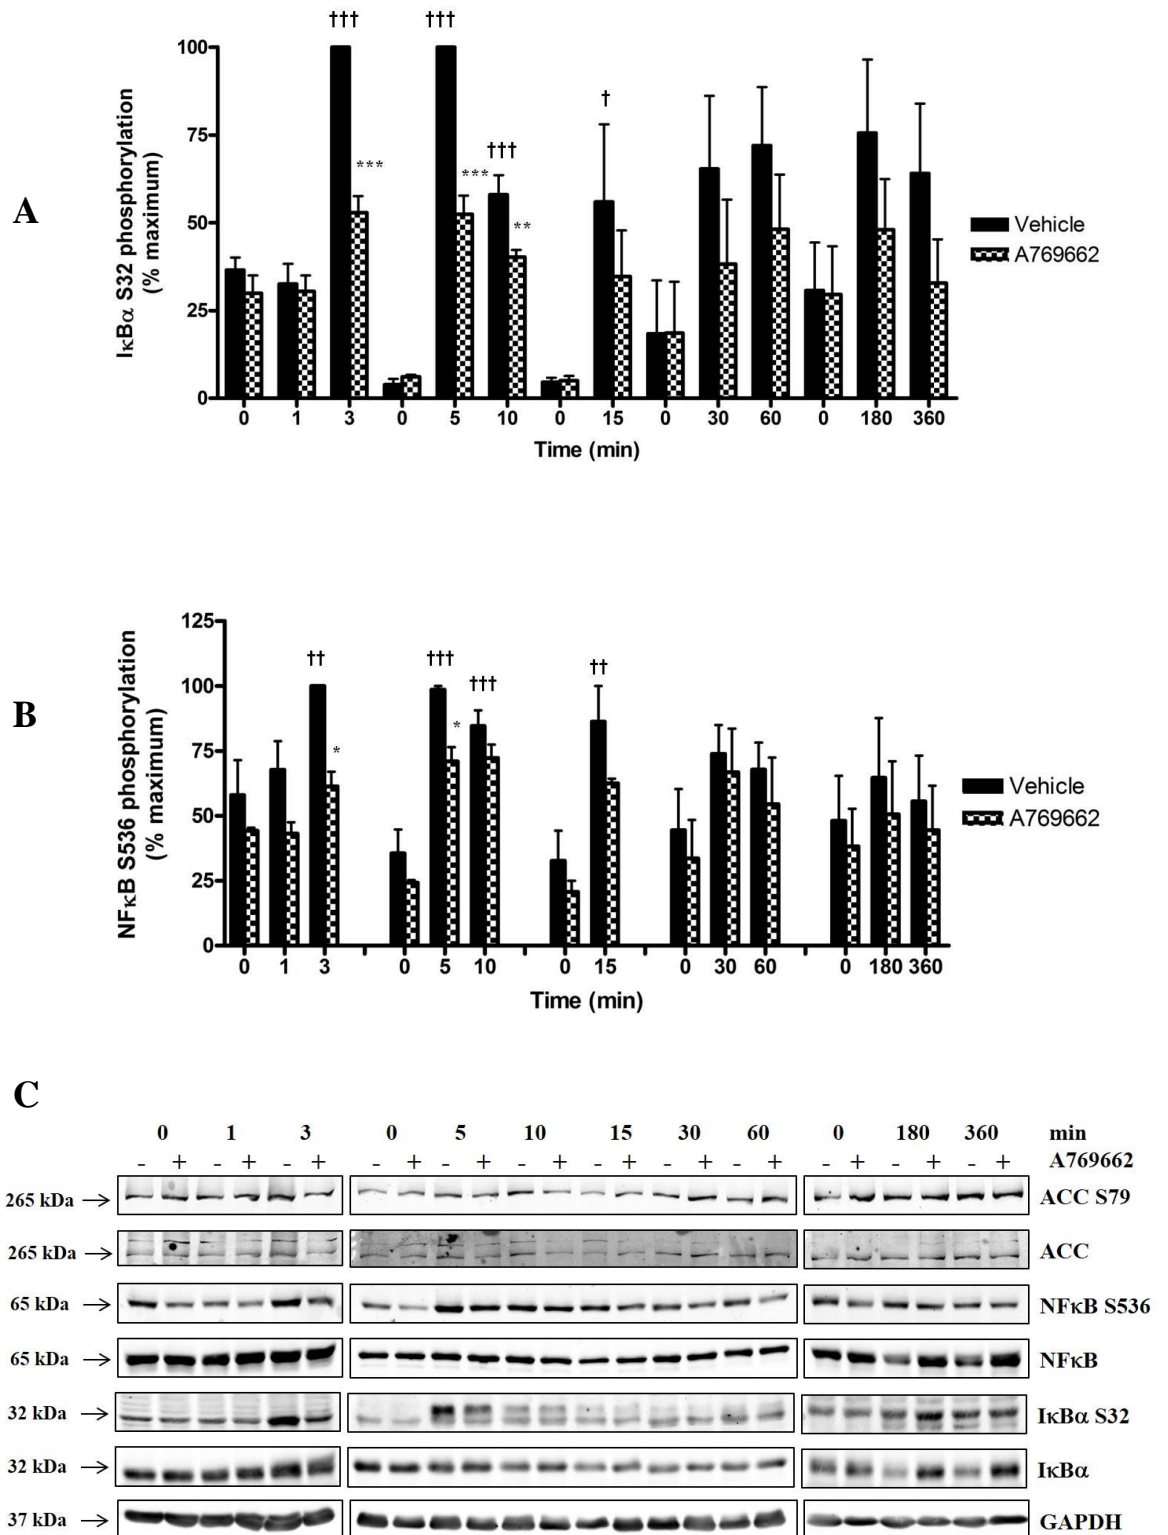 A
††† ††† ††† †
*** *** **
100
75
50
25
0
IκBα S32 phosphorylation
(% maximum)
0 1 3 0 5 10 0 15 0 30 60 0 180 360
Time (min)
Vehicle
A769662
B
†† ††† ††† ††
* *
125
100
75
50
25
0
NFκB S536 phosphorylation
(% maximum)
0 1 3 0 5 10 0 15 0 30 60 0 180 360
Time (min)
Vehicle
A769662
C
0 1 3 0 5 10 15 30 60 0 180 360 min
- + - + - + - + - + - + - + - + - + - + - + - + A769662
265 kDa → ACC S79
265 kDa → ACC
65 kDa → NFκB S536
65 kDa → NFκB
32 kDa → IκBα S32
32 kDa → IκBα
37 kDa → GAPDH